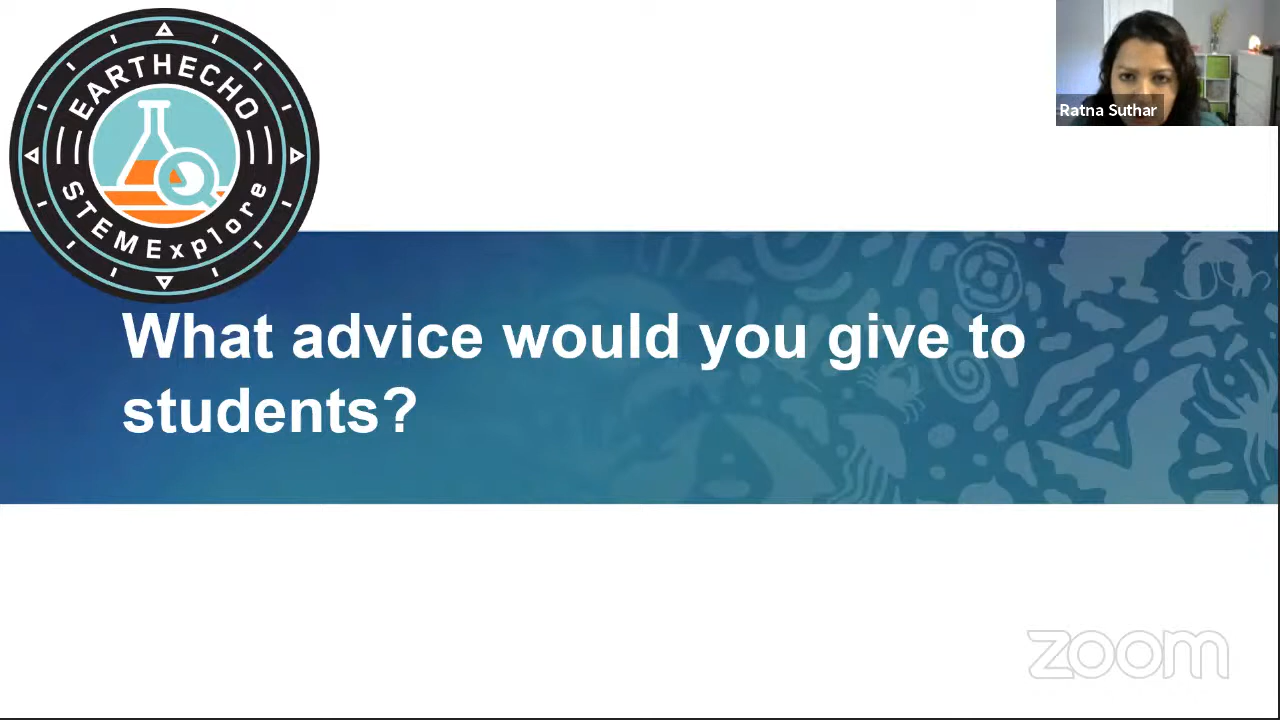 EARTHECHO
STEMExplore
Ratna Suthar
What advice would you give to
students?
zoom